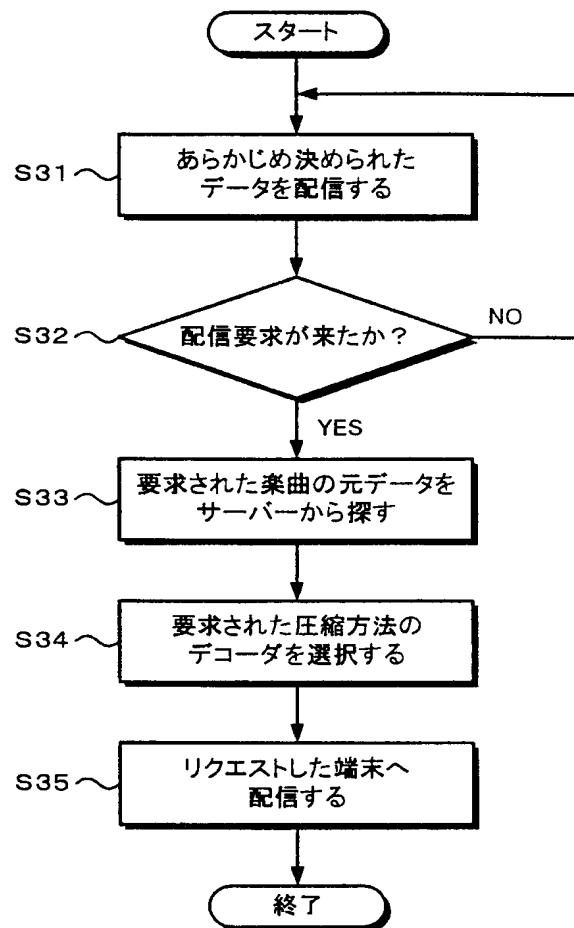 スタート
S31
あらかじめ決められた
データを配信する
S32
配信要求が来たか？
NO
YES
S33
要求された楽曲の元データを
サーバーから探す
S34
要求された圧縮方法の
デコーダを選択する
S35
リクエストした端末へ
配信する
終了